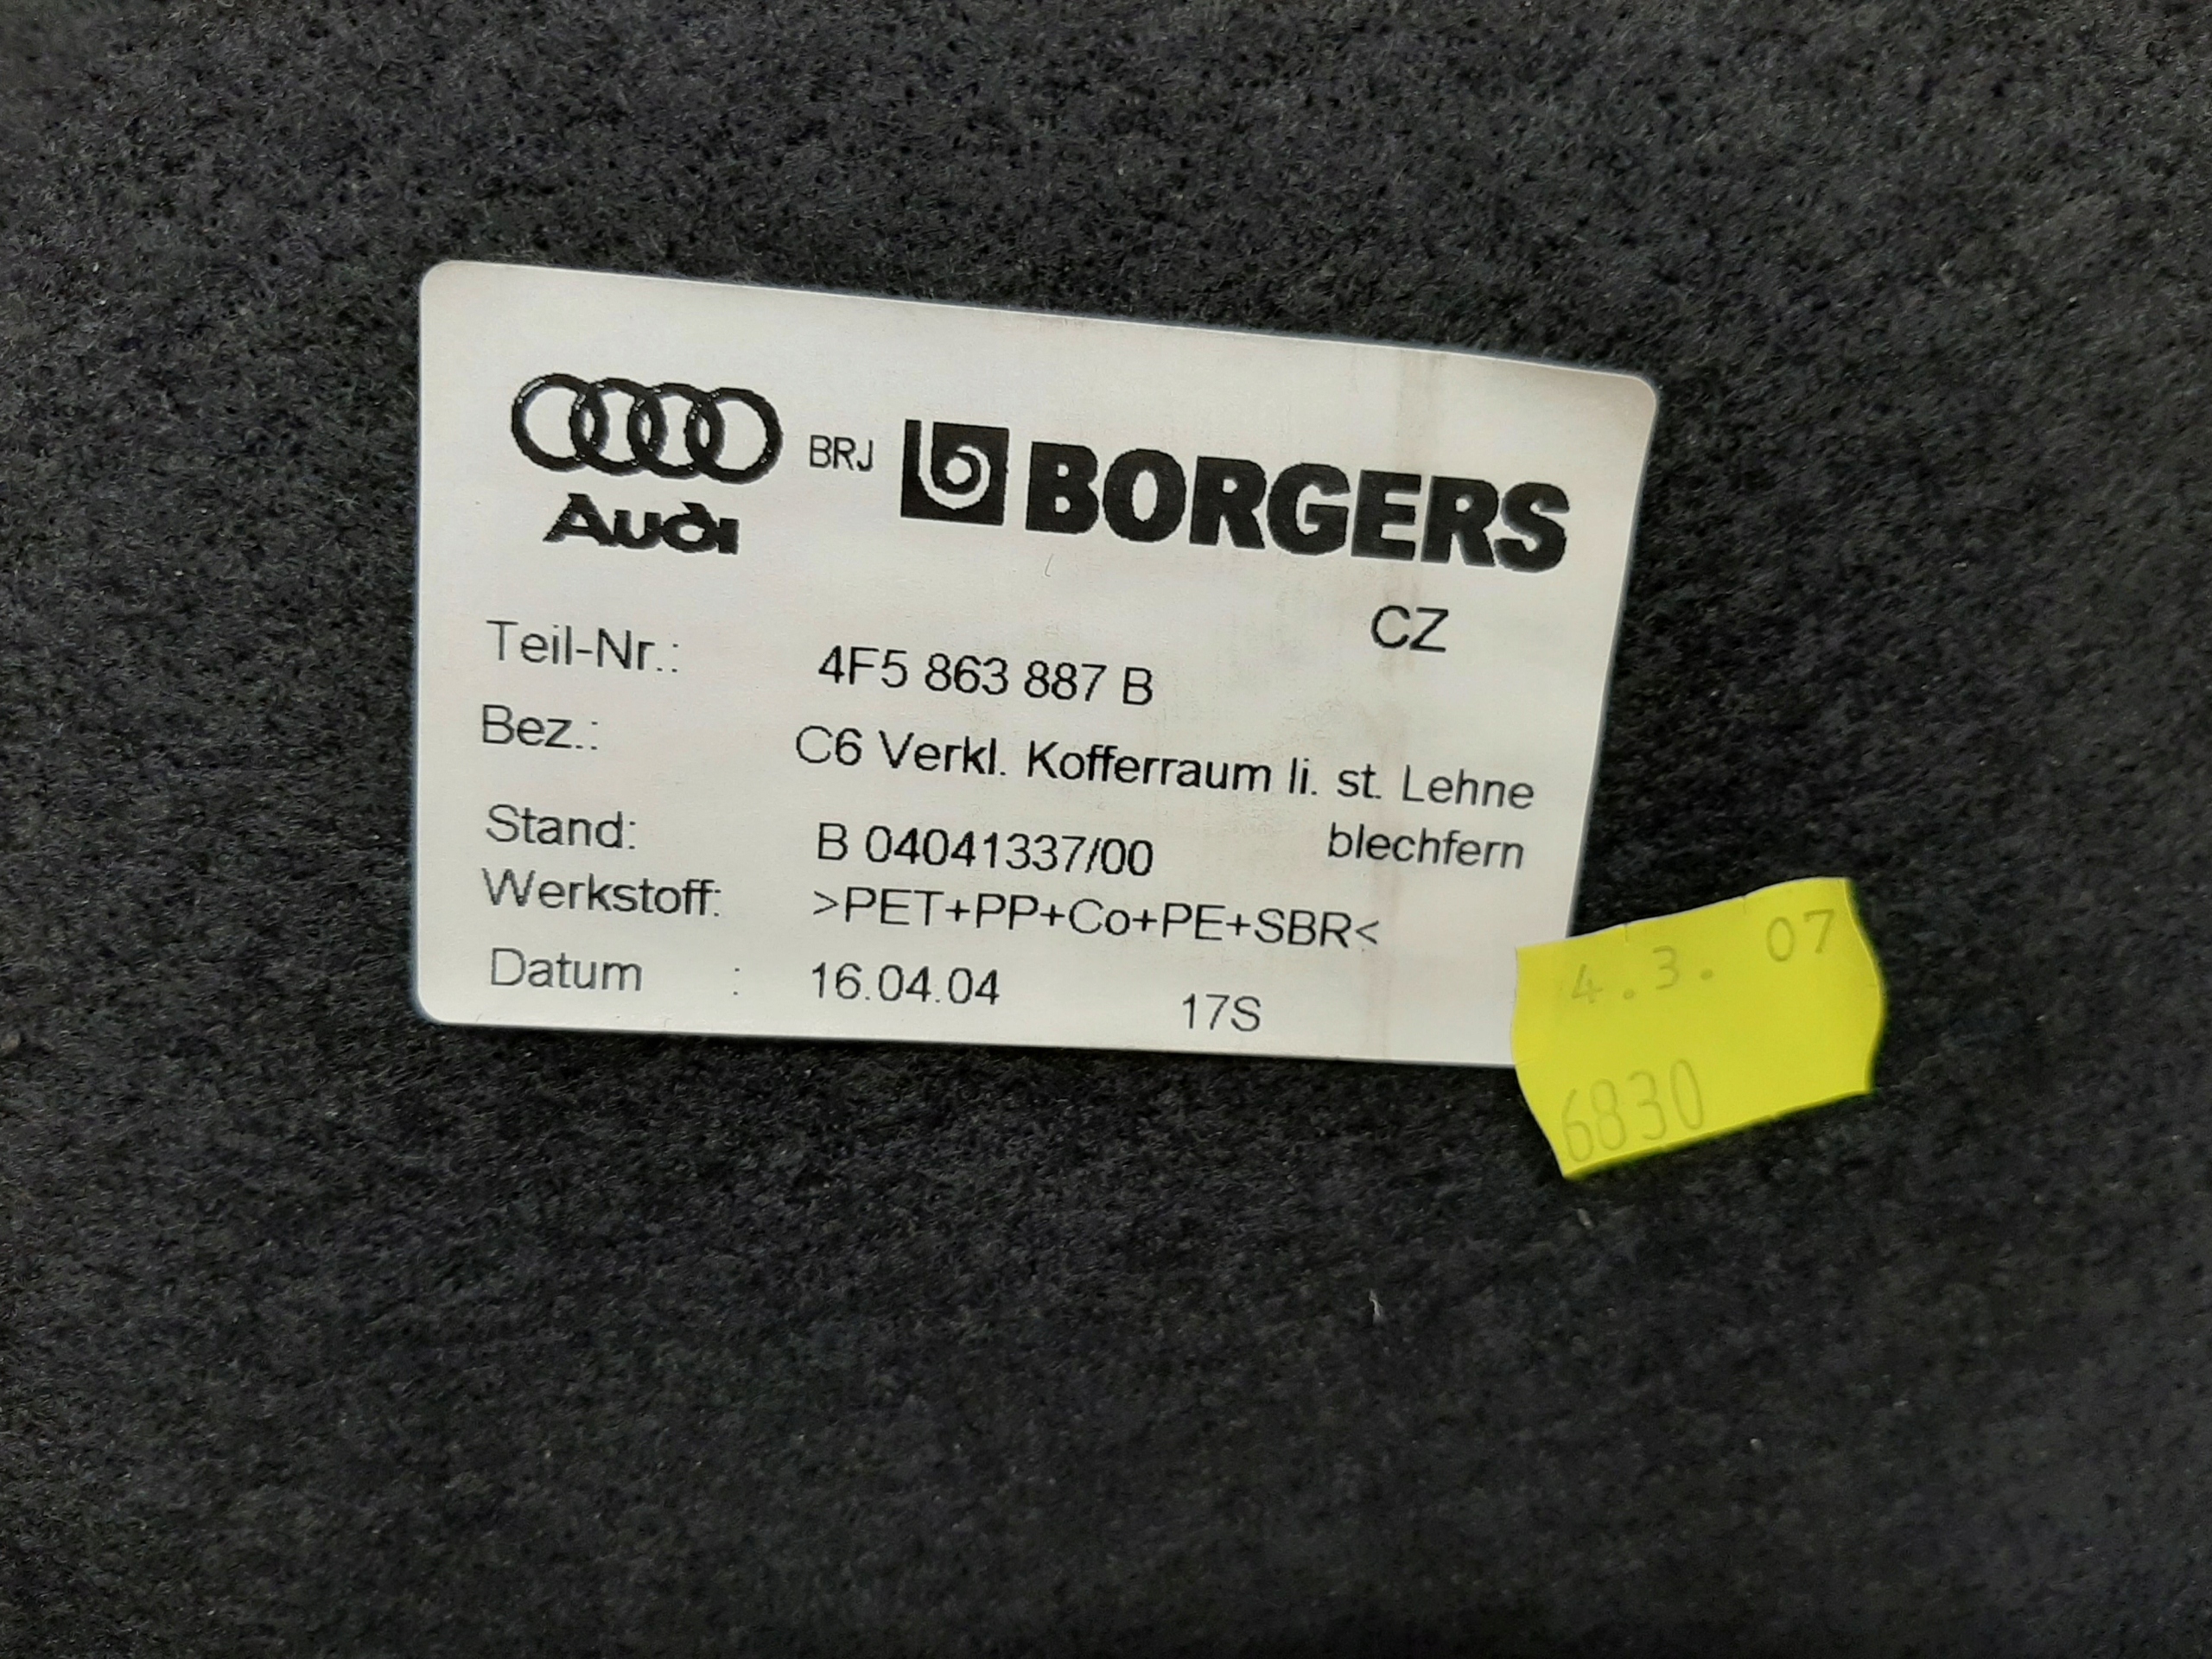 Audi BRJ BORGERS
CZ
Teil-Nr.: 4F5 863 887 B
Bez.: C6 Verkl. Kofferraum li. st. Lehne
blechfern
Stand: B 04041337/00
Werkstoff: >PET+PP+Co+PE+SBR<
Datum : 16.04.04 17S
4.3. 07
6830